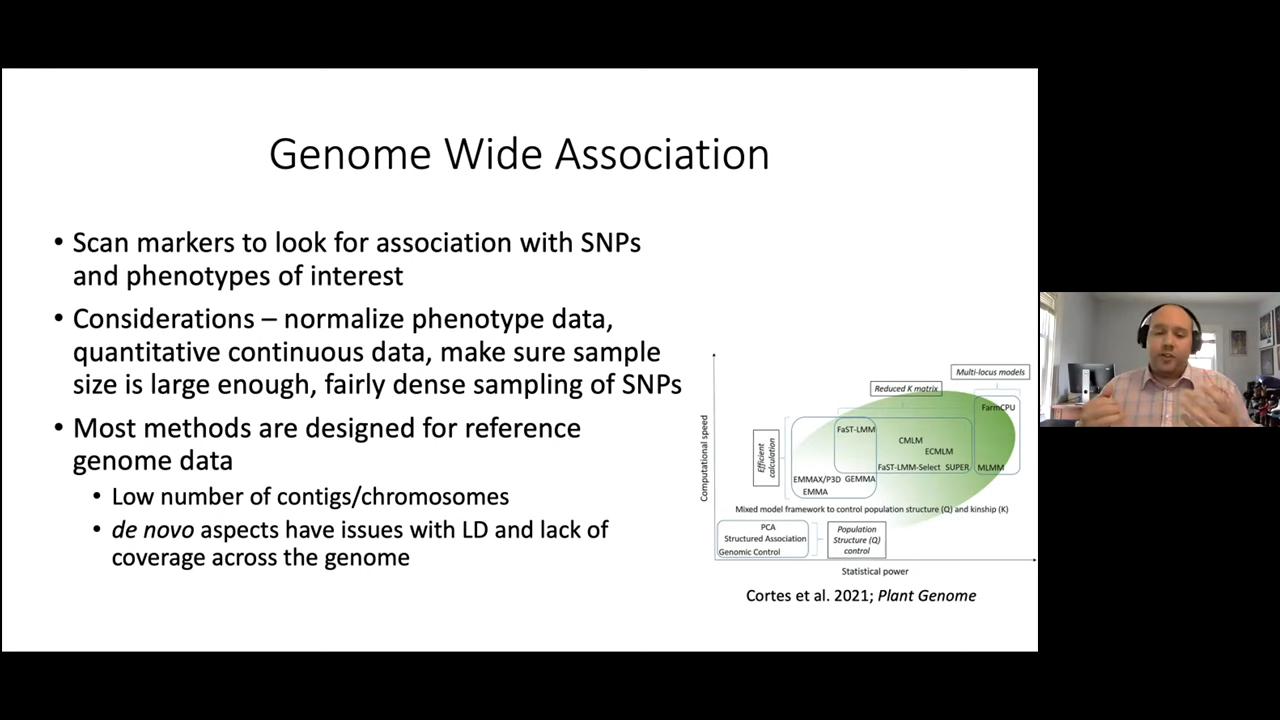 Genome Wide Association
• Scan markers to look for association with SNPs
and phenotypes of interest
• Considerations – normalize phenotype data,
quantitative continuous data, make sure sample
size is large enough, fairly dense sampling of SNPs
• Most methods are designed for reference
genome data
• Low number of contigs/chromosomes
• de novo aspects have issues with LD and lack of
coverage across the genome
Multi-locus models
Reduced K matrix
FarmCPU
FaST-LMM
CMLM
ECMLM
Efficient
calculation
FaST-LMM-Select SUPER MLMM
EMMAX/P3D GEMMA
EMMA
Computational speed
Mixed model framework to control population structure (Q) and kinship (K)
PCA
Structured Association
Genomic Control
Population
Structure (Q)
control
Statistical power
Cortes et al. 2021; Plant Genome